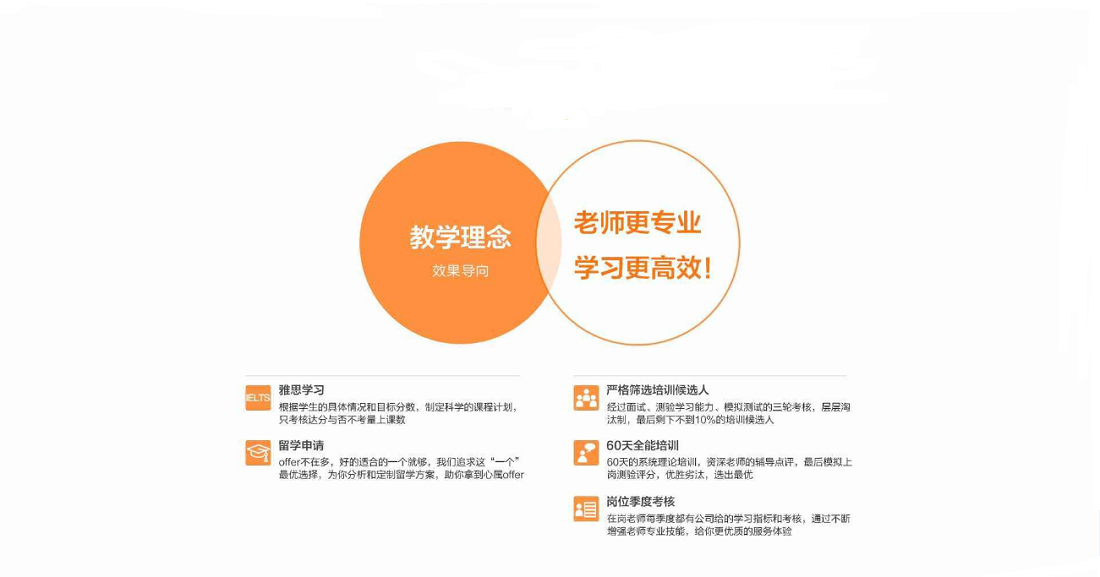 教学理念
效果导向
老师更专业
学习更高效！
IELTS
雅思学习
根据学生的具体情况和目标分数，制定科学的课程计划，
只考核达分与否不考量上课数
留学申请
offer不在多，好的适合的一个就够，我们追求这“一个”
最优选择，为你分析和定制留学方案，助你拿到心属offer
严格筛选培训候选人
经过面试、测验学习能力、模拟测试的三轮考核，层层淘
汰制，最后剩下不到10%的培训候选人
60天全能培训
60天的系统理论培训，资深老师的辅导点评，最后模拟上
岗测验评分，优胜劣汰，选出最优
岗位季度考核
在岗老师每季度都有公司给的学习指标和考核，通过不断
增强老师专业技能，给你更优质的服务体验